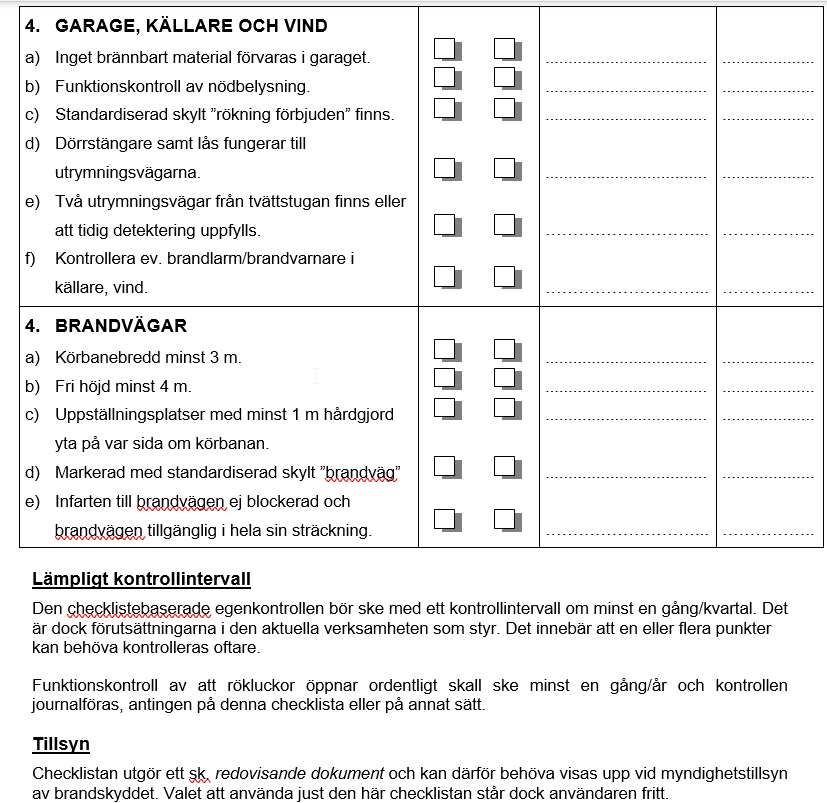 4. GARAGE, KÄLLARE OCH VIND
a) Inget brännbart material förvaras i garaget.
b) Funktionskontroll av nödbelysning.
c) Standardiserad skylt ”rökning förbjuden” finns.
d) Dörrstängare samt lås fungerar till
utrymningsvägarna.
e) Två utrymningsvägar från tvättstugan finns eller
att tidig detektering uppfylls.
f) Kontrollera ev. brandlarm/brandvarnare i
källare, vind.
4. BRANDVÄGAR
a) Körbanebredd minst 3 m.
b) Fri höjd minst 4 m.
c) Uppställningsplatser med minst 1 m hårdgjord
yta på var sida om körbanan.
d) Markerad med standardiserad skylt ”brandväg”
e) Infarten till brandvägen ej blockerad och
brandvägen tillgänglig i hela sin sträckning.
Lämpligt kontrollintervall
Den checklistebaserade egenkontrollen bör ske med ett kontrollintervall om minst en gång/kvartal. Det
är dock förutsättningarna i den aktuella verksamheten som styr. Det innebär att en eller flera punkter
kan behöva kontrolleras oftare.
Funktionskontroll av att rökluckor öppnar ordentligt skall ske minst en gång/år och kontrollen
journalföras, antingen på denna checklista eller på annat sätt.
Tillsyn
Checklistan utgör ett sk. redovisande dokument och kan därför behöva visas upp vid myndighetstillsyn
av brandskyddet. Valet att använda just den här checklistan står dock användaren fritt.